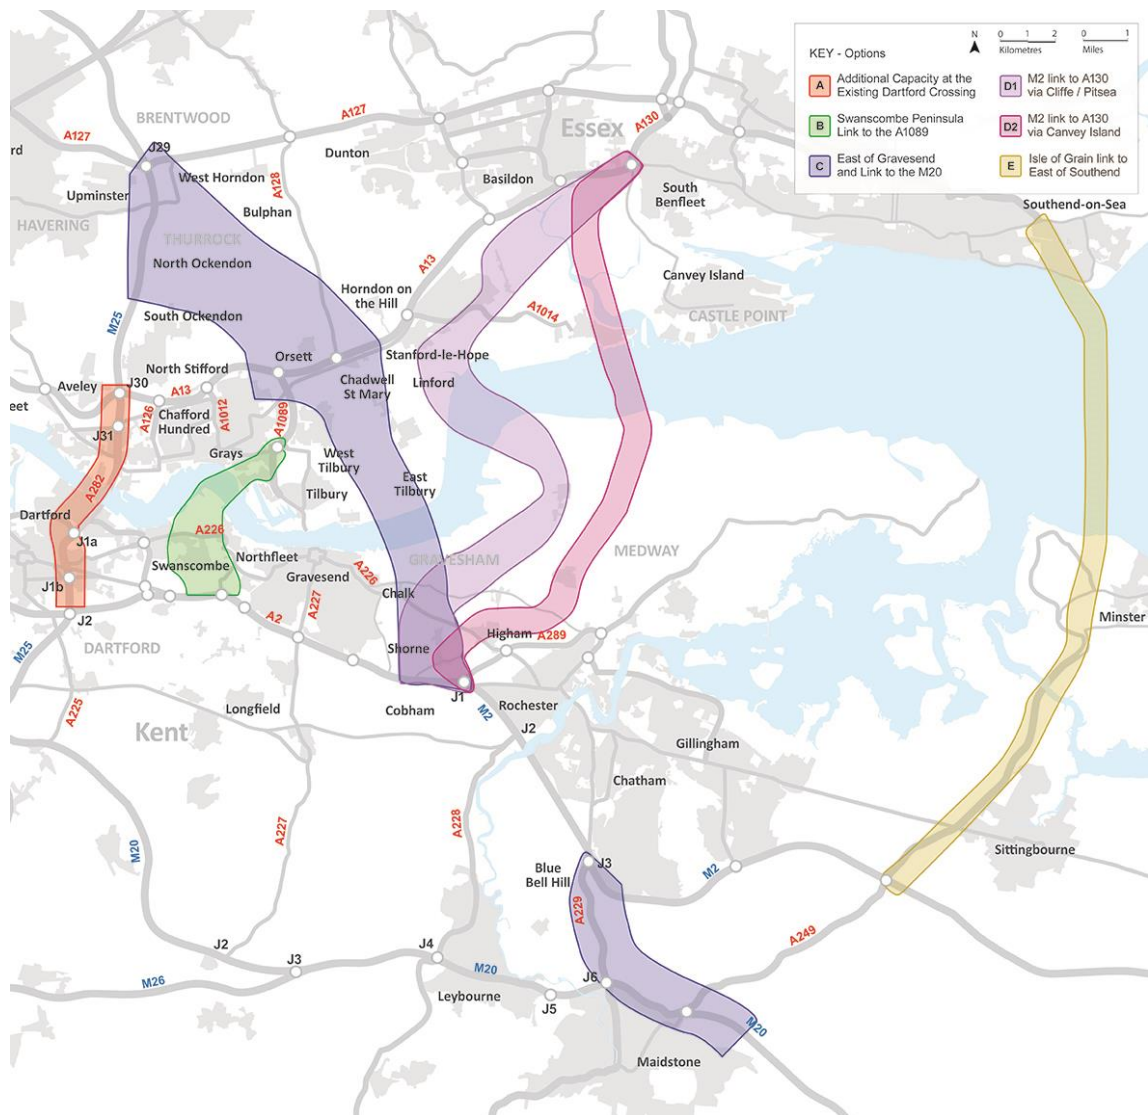 KEY - Options
N
0 1 2
Kilometres
0 1
Miles
A
Additional Capacity at the
Existing Dartford Crossing
B
Swanscombe Peninsula
Link to the A1089
C
East of Gravesend
and Link to the M20
D1
M2 link to A130
via Cliffe / Pitsea
D2
M2 link to A130
via Canvey Island
E
Isle of Grain link to
East of Southend
BRENTWOOD
A127
A127
A130
Essex
rd
J29
Dunton
West Horndon
A128
Basildon
Upminster
South
Benfleet
Southend-on-Sea
Bulphan
HAVERING
THURROCK
North Ockendon
A13
Canvey Island
Horndon on
the Hill
A1014
CASTLE POINT
M25
South Ockendon
Orsett
Stanford-le-Hope
North Stifford
Linford
Chadwell
St Mary
Aveley
J30
A13
eet
A126
Chafford
Hundred
A1012
A1089
J31
Grays
West
Tilbury
East
Tilbury
A282
Tilbury
Dartford
A226
J1a
Northfleet
GRAVESHAM
MEDWAY
Swanscombe
Gravesend
A226
J1b
A227
Chalk
A2
J2
Minster
DARTFORD
Shorne
Higham
A289
M25
J1
A225
Longfield
Cobham
M2
Rochester
Kent
J2
Gillingham
Chatham
A227
A228
M20
Sittingbourne
Blue
Bell Hill
J3
M2
A229
A249
J2
J3
J4
M20
J6
M26
Leybourne
J5
M20
Maidstone